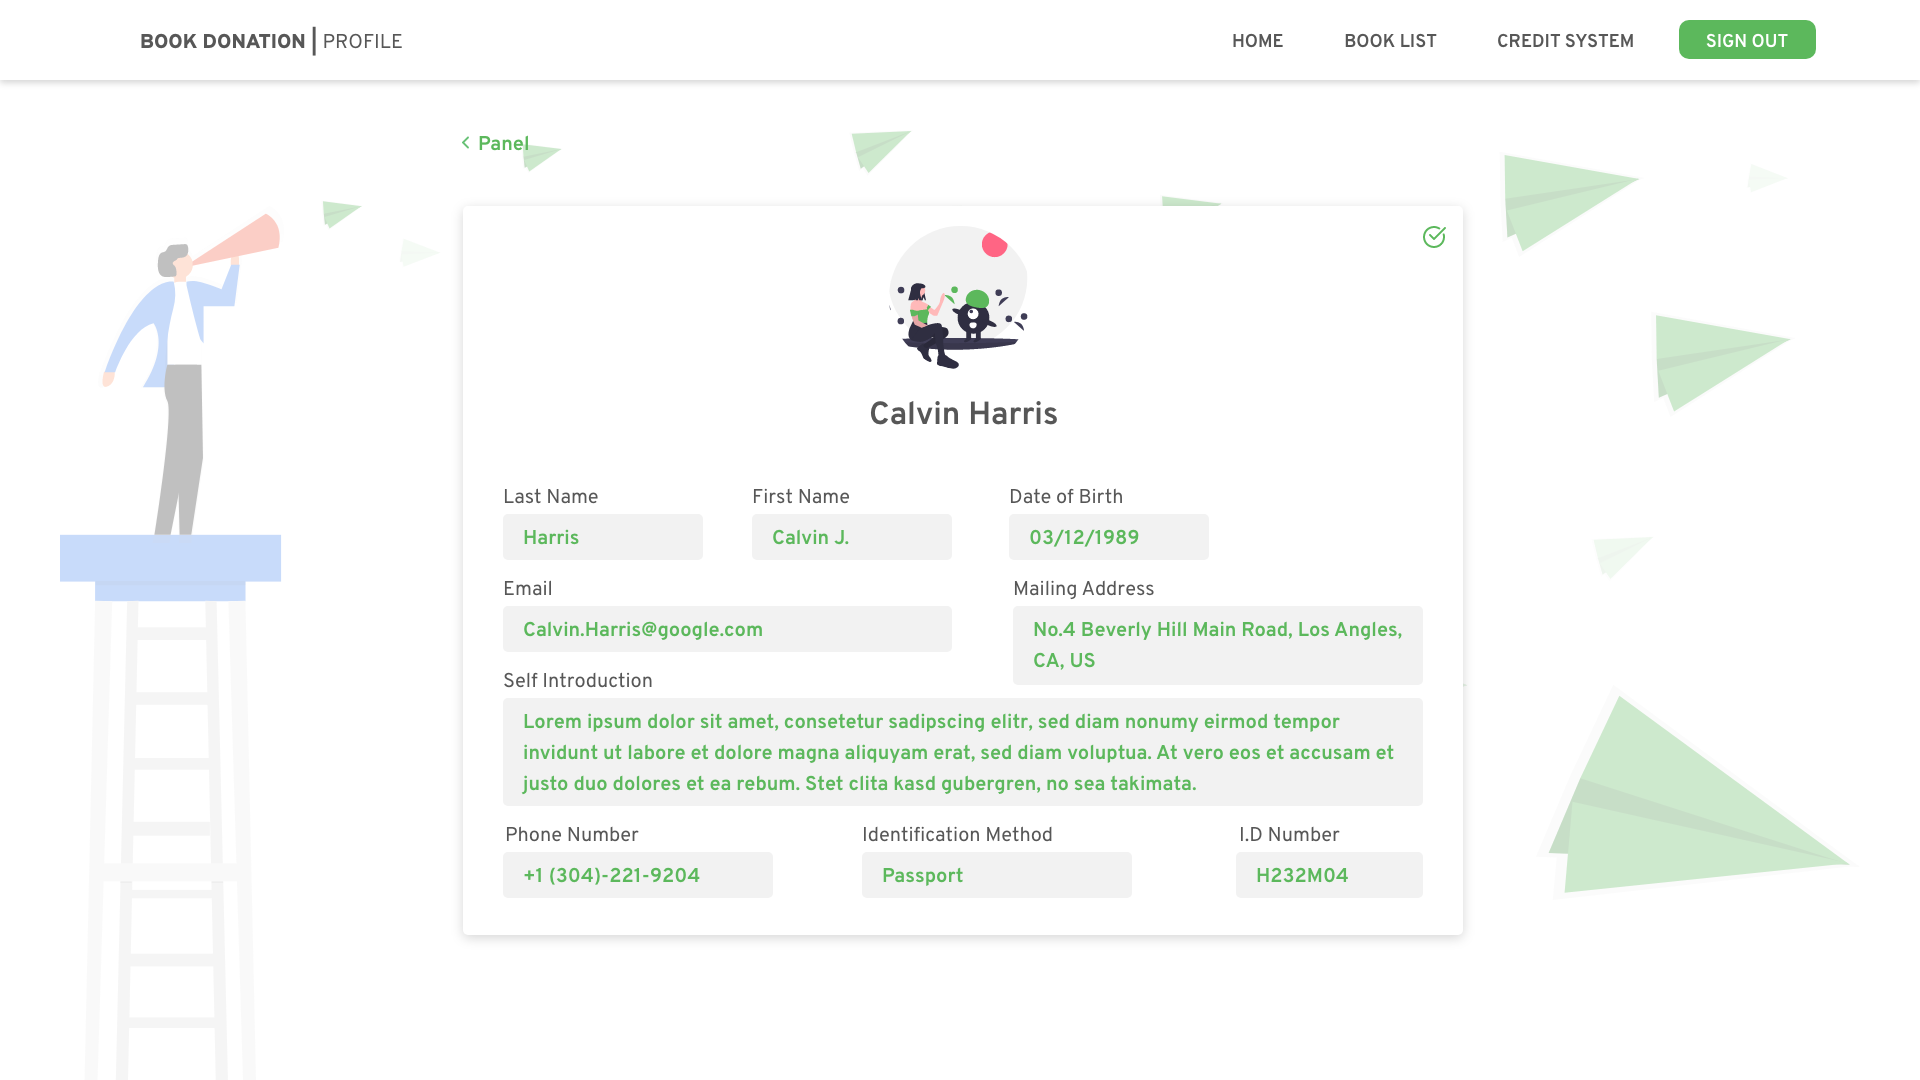 BOOK DONATION | PROFILE
HOME
BOOK LIST
CREDIT SYSTEM
SIGN OUT
Panel
Calvin Harris
Last Name
First Name
Date of Birth
Harris
Calvin J.
03/12/1989
Email
Mailing Address
Calvin.Harris@google.com
No.4 Beverly Hill Main Road, Los Angles,
CA, US
Self Introduction
Lorem ipsum dolor sit amet, consetetur sadipscing elitr, sed diam nonumy eirmod tempor
invidunt ut labore et dolore magna aliquyam erat, sed diam voluptua. At vero eos et accusam et
justo duo dolores et ea rebum. Stet clita kasd gubergren, no sea takimata.
Phone Number
Identification Method
I.D Number
+1 (304)-221-9204
Passport
H232M04